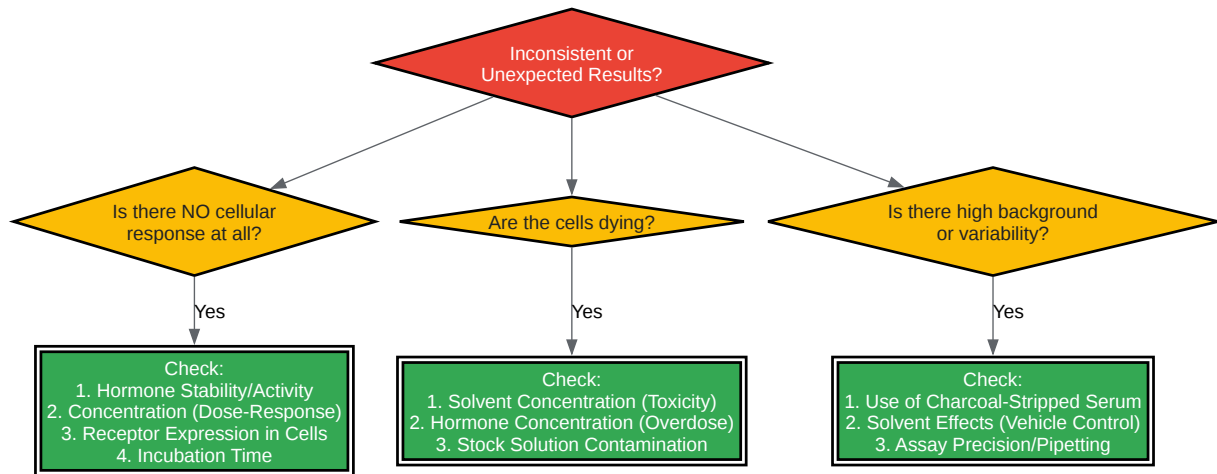 Inconsistent or
Unexpected Results?
Is there NO cellular
response at all?
Are the cells dying?
Is there high background
or variability?
Yes
Yes
Yes
Check:
1. Hormone Stability/Activity
2. Concentration (Dose-Response)
3. Receptor Expression in Cells
4. Incubation Time
Check:
1. Solvent Concentration (Toxicity)
2. Hormone Concentration (Overdose)
3. Stock Solution Contamination
Check:
1. Use of Charcoal-Stripped Serum
2. Solvent Effects (Vehicle Control)
3. Assay Precision/Pipetting